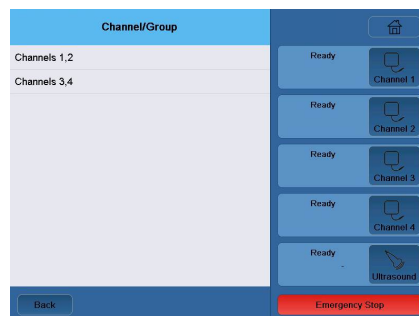 Channel/Group
Channels 1,2
Channels 3,4
Back
Ready
Channel 1
Ready
Channel 2
Ready
Channel 3
Ready
Channel 4
Ready
-
Ultrasound
Emergency Stop